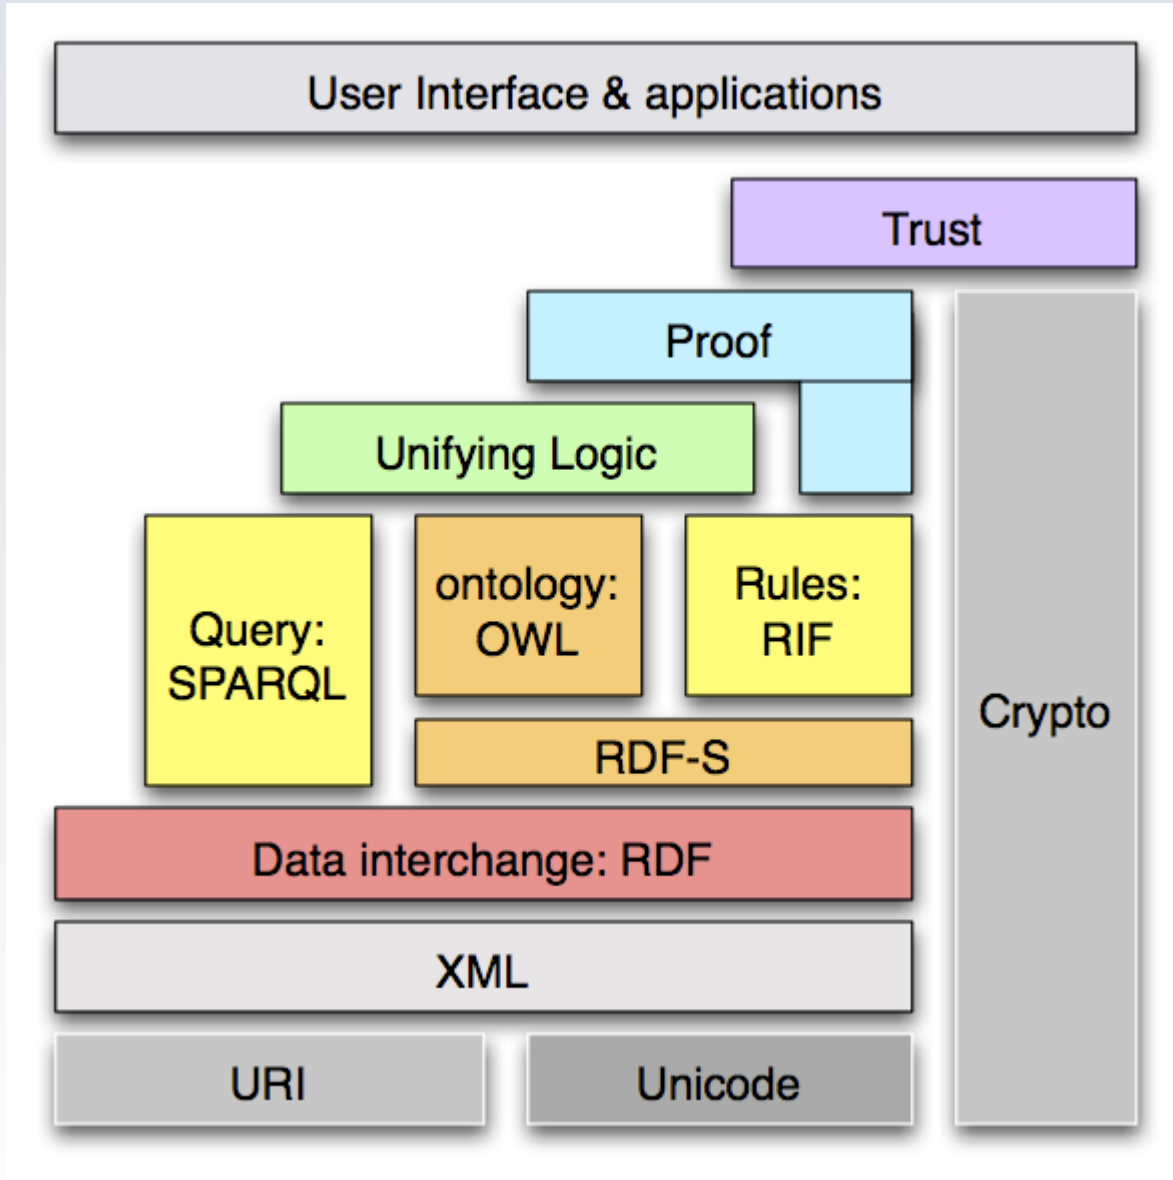 User Interface & applications
Trust
Proof
Unifying Logic
Query:
SPARQL
ontology:
OWL
Rules:
RIF
Crypto
RDF-S
Data interchange: RDF
XML
URI
Unicode